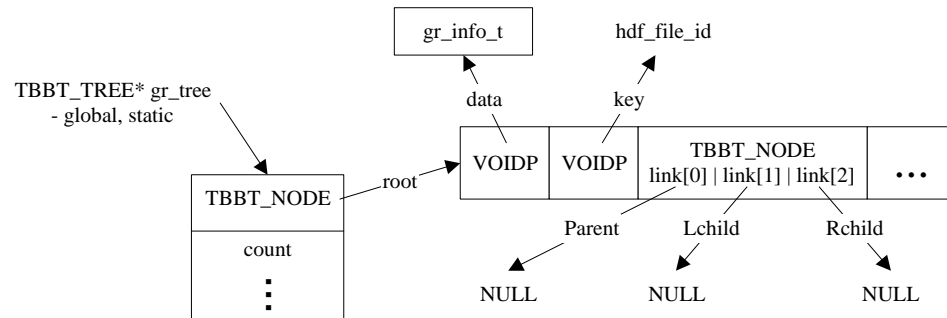 gr_info_t
hdf_file_id
TBBT_TREE* gr_tree
- global, static
data
key
VOIDP
VOIDP
TBBT_NODE
link[0] | link[1] | link[2]
...
TBBT_NODE
root
count
Parent
Lchild
Rchild
NULL
NULL
NULL